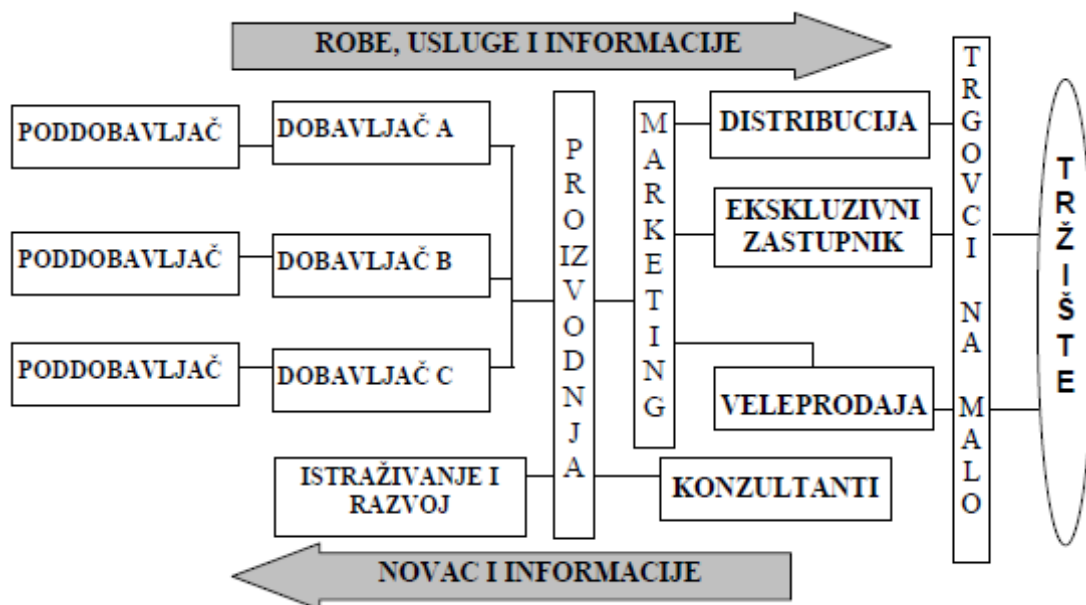 ROBE, USLUGE I INFORMACIJE
PODDOBAVLJAČ
DOBAVLJAČ A
PODDOBAVLJAČ
DOBAVLJAČ B
PODDOBAVLJAČ
DOBAVLJAČ C
ISTRAŽIVANJE I
RAZVOJ
PROIZVODNJA
MARKETING
DISTRIBUCIJA
EKSKLUZIVNI
ZASTUPNIK
VELEPRODAJA
KONZULTANTI
TRGOVCI NA MALO
TRŽIŠTE
NOVAC I INFORMACIJE